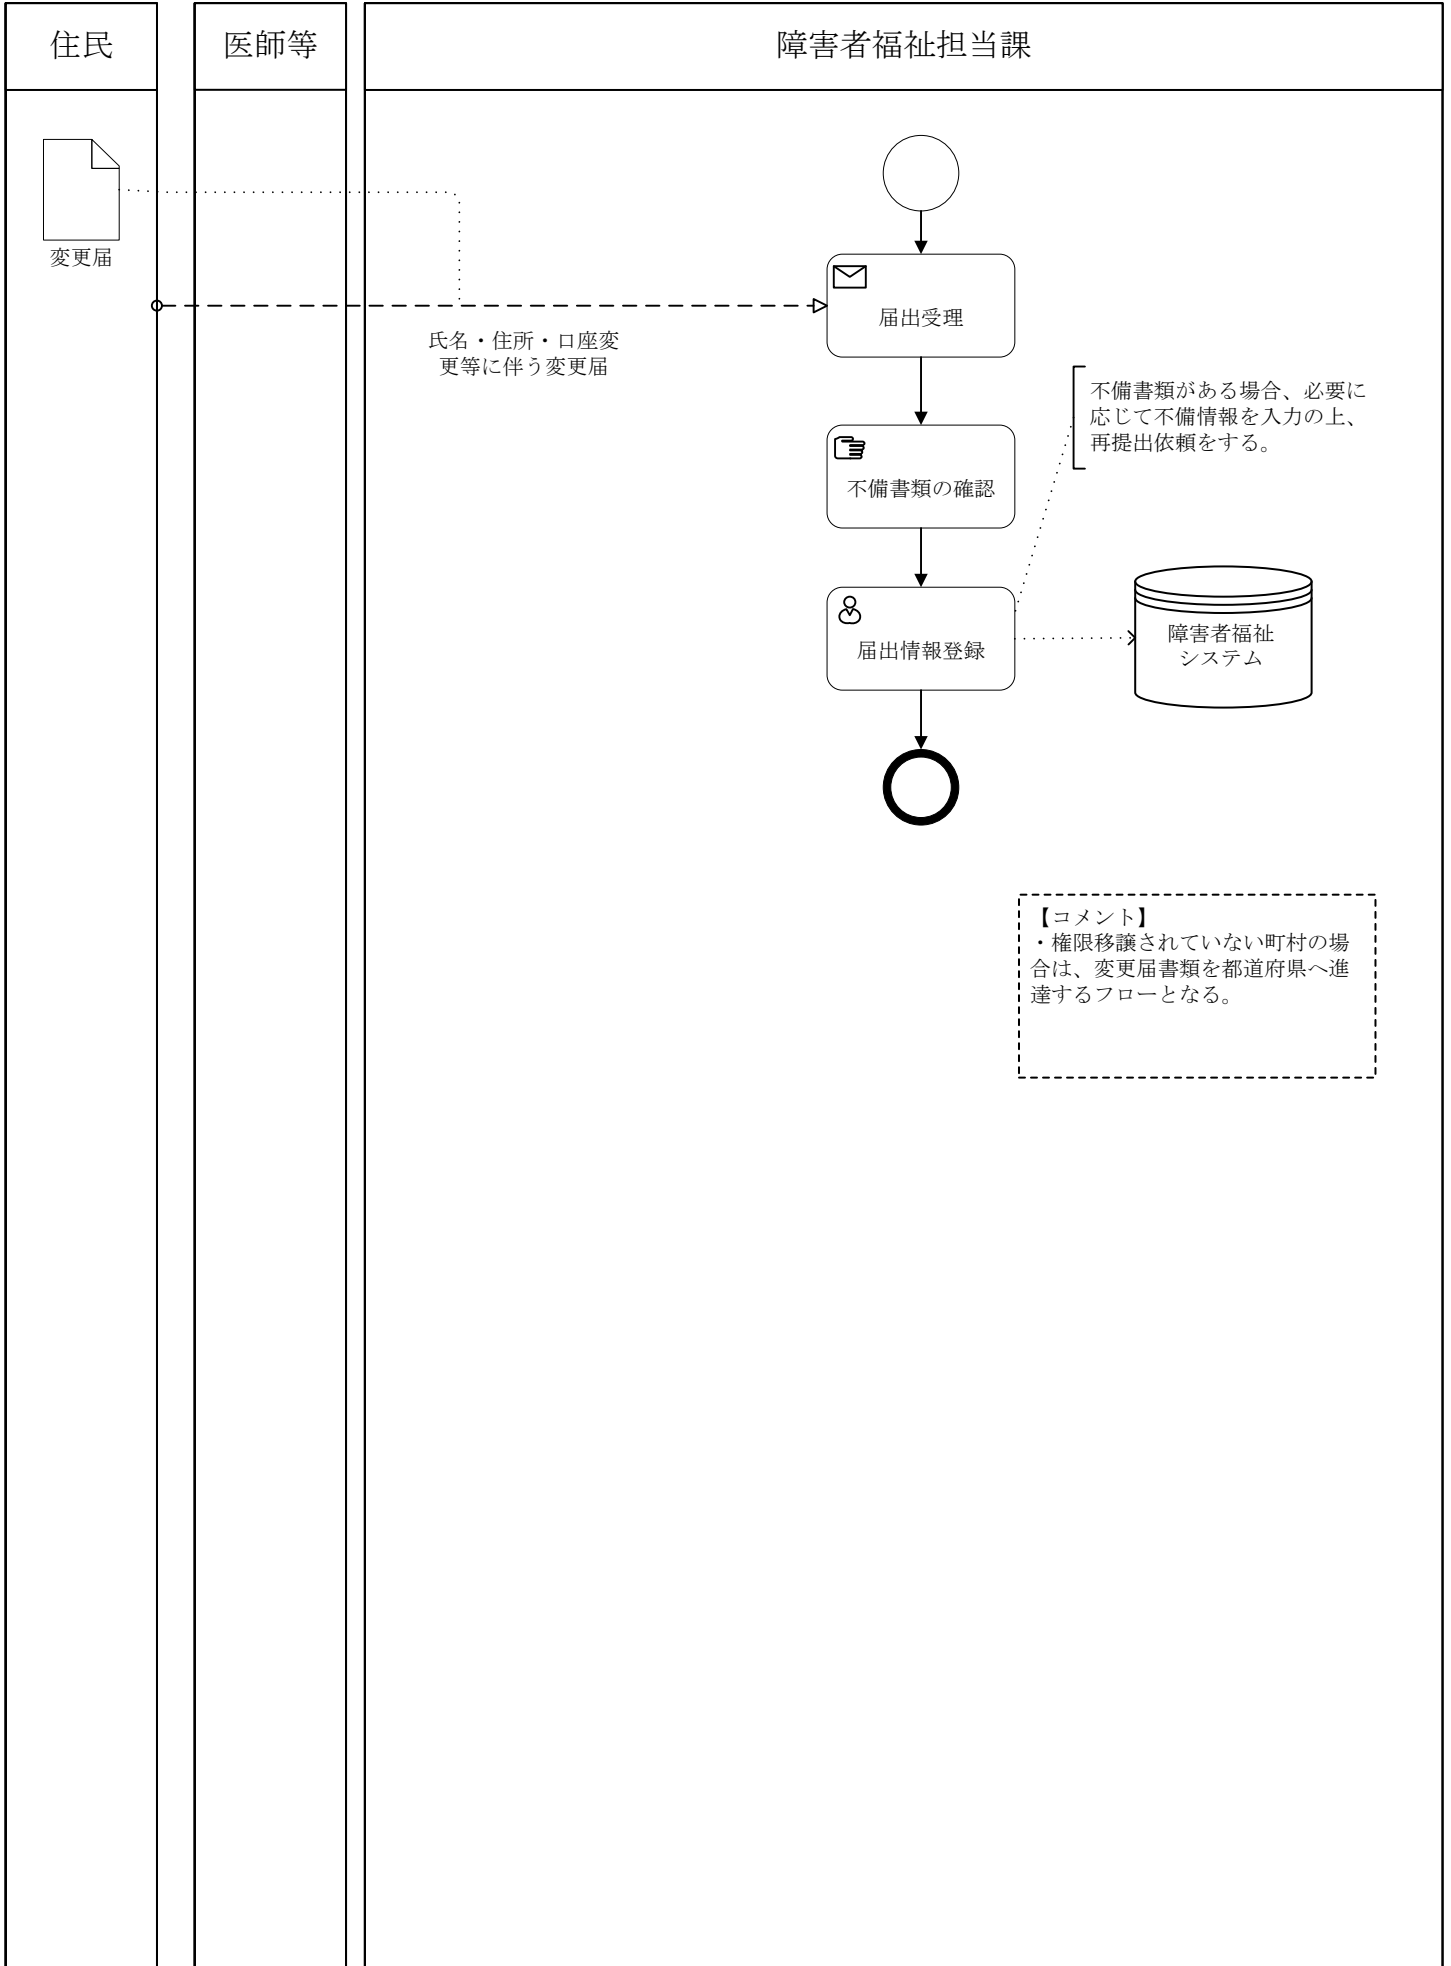 住民
医師等
障害者福祉担当課
変更届
届出受理
氏名・住所・口座変
更等に伴う変更届
不備書類がある場合、必要に
応じて不備情報を入力の上、
再提出依頼をする。
不備書類の確認
届出情報登録
障害者福祉
システム
【コメント】
・権限移譲されていない町村の場
合は、変更届書類を都道府県へ進
達するフローとなる。